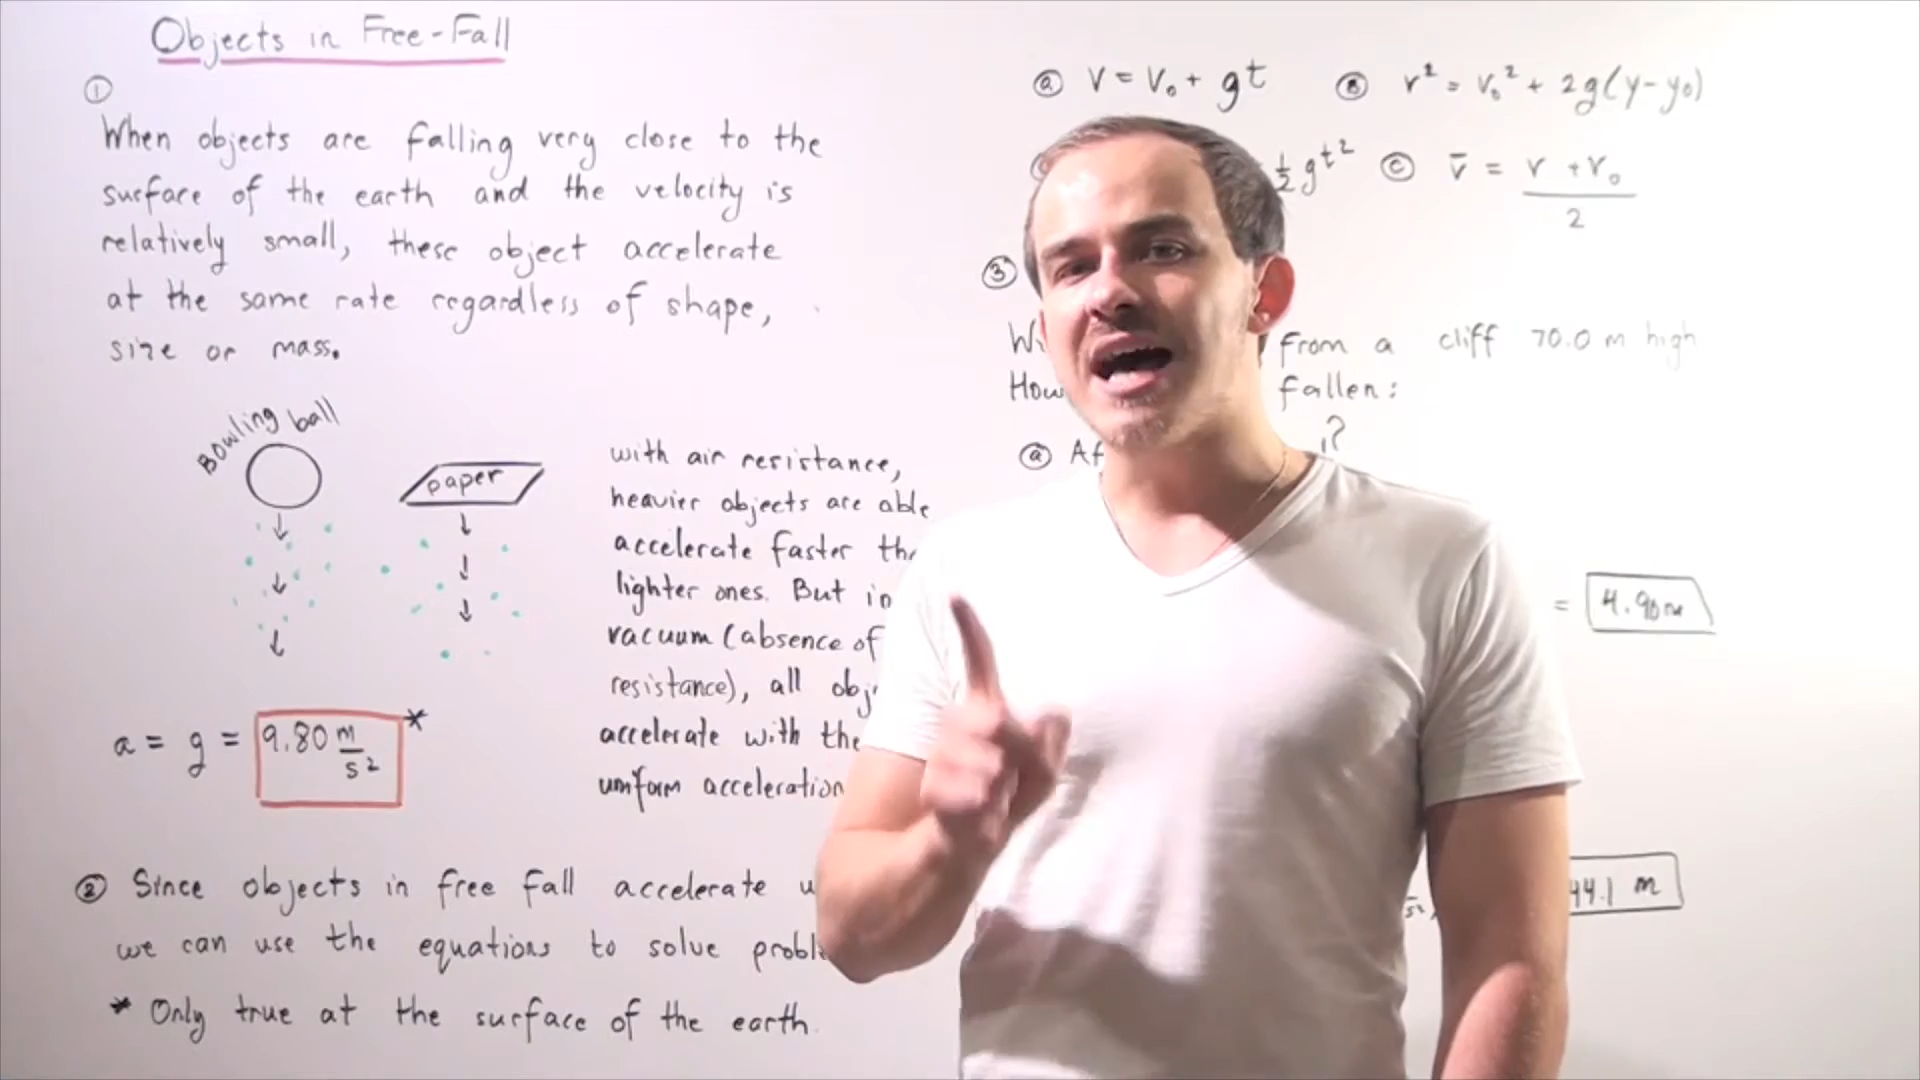 Objects in Free-Fall
①
When objects are falling very close to the
surface of the earth and the velocity is
relatively small, these object accelerate
at the same rate regardless of shape,
size or mass.
Bowling ball
paper
with air resistance,
heavier objects are able
accelerate faster tha
lighter ones. But in
vacuum (absence of
resistance), all obj
accelerate with the
uniform acceleration
a = g = 9.80 m/s² *
② Since objects in free fall accelerate u
we can use the equations to solve probl
* Only true at the surface of the earth.
ⓐ v = v₀ + gt
Ⓑ v² = v₀² + 2g(y-y₀)
½gt²
ⓒ v̄ = v + v₀ / 2
③
from a cliff 70.0 m high
How fallen:
ⓐ Af ?
= 4.90m
44.1 m